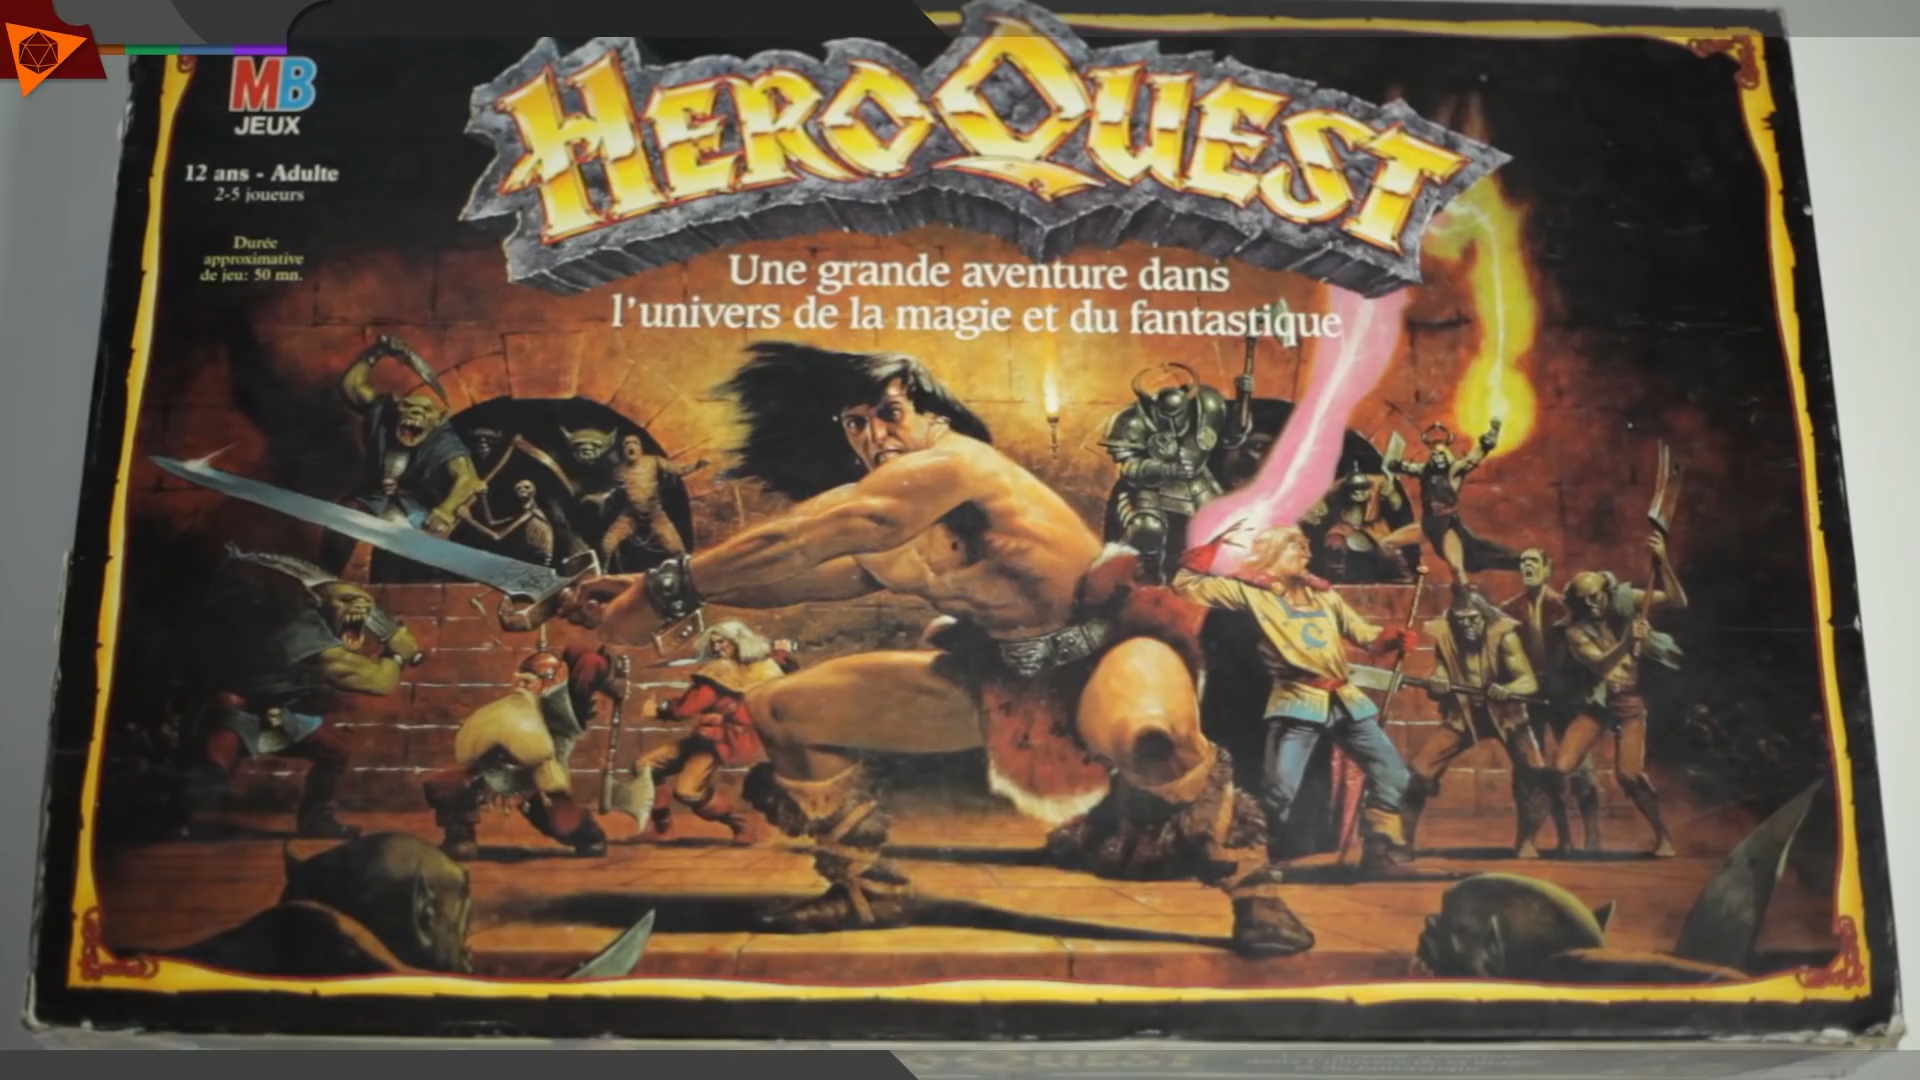 MB
JEUX
12 ans - Adulte
2-5 joueurs
Durée
approximative
de jeu: 50 mn.
HEROQUEST
Une grande aventure dans
l'univers de la magie et du fantastique